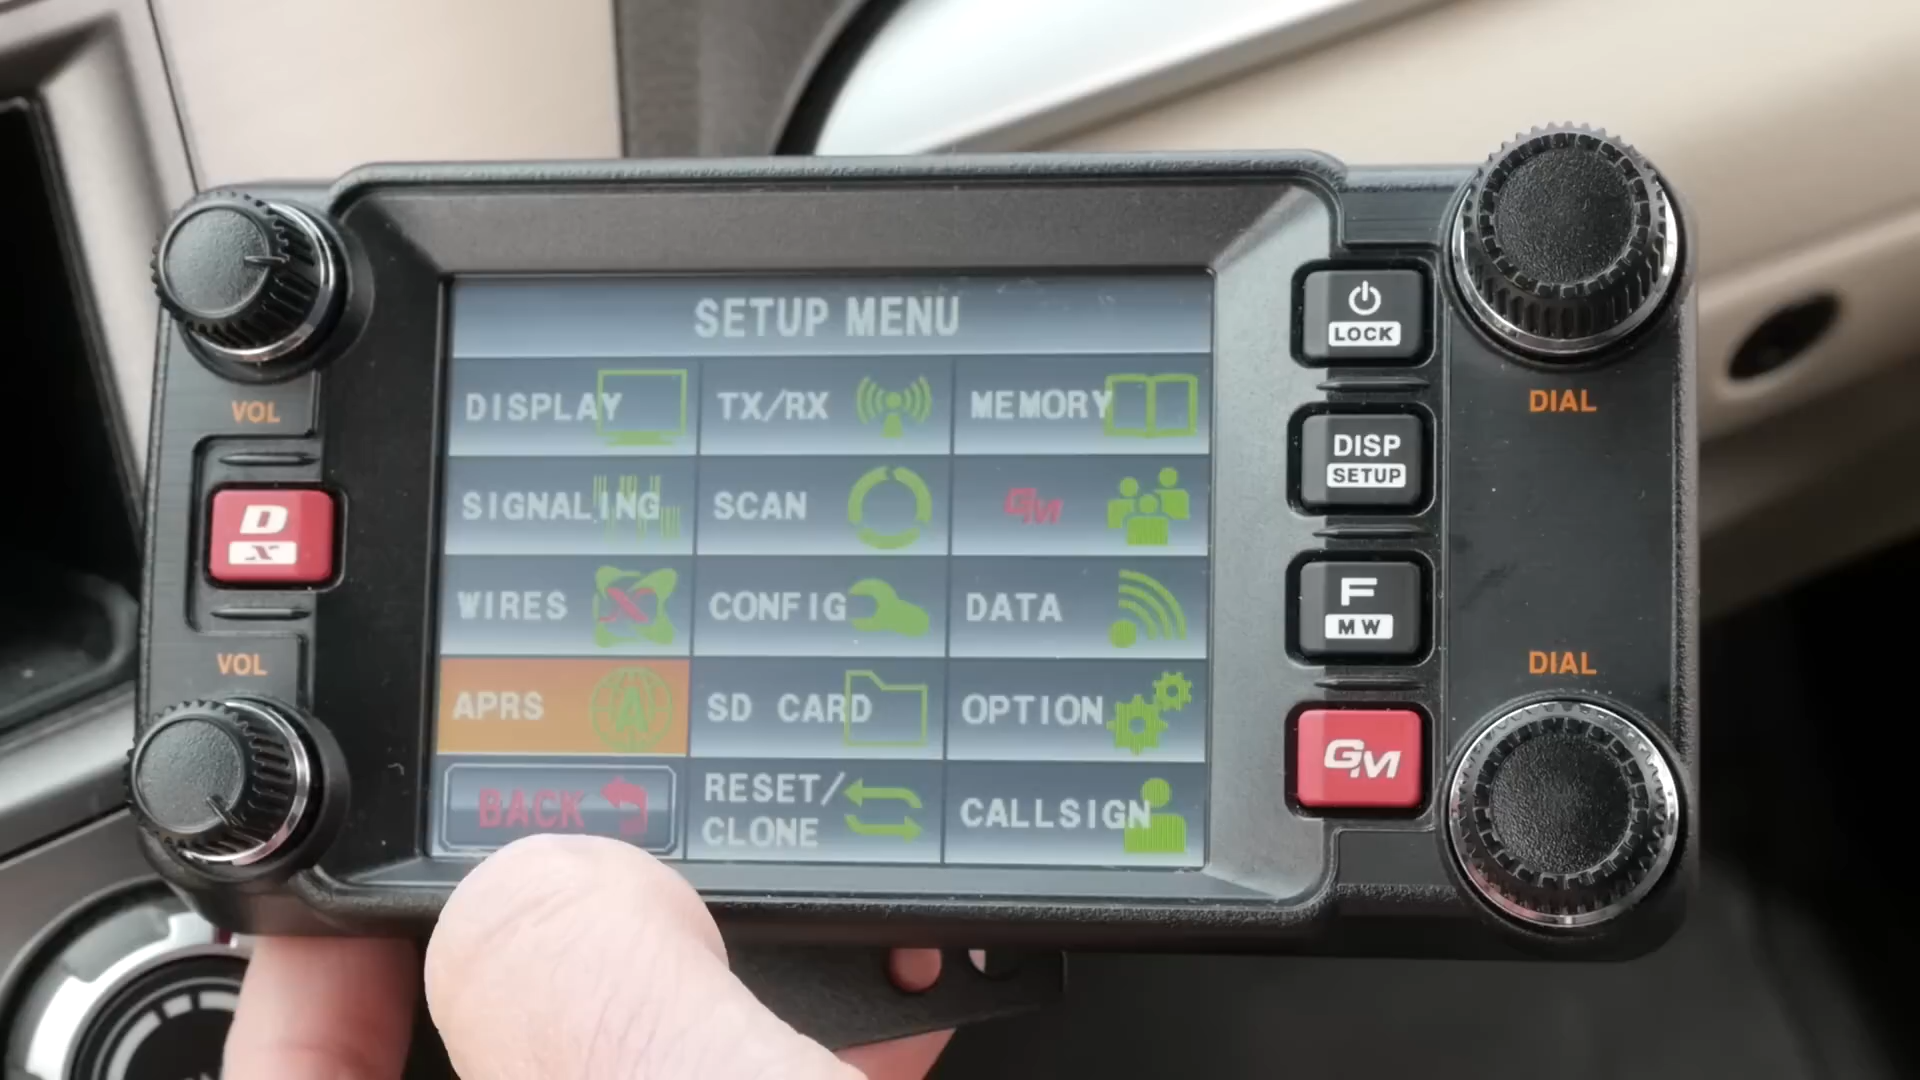 SETUP MENU
DISPLAY
TX/RX
MEMORY
SIGNALING
SCAN
GM
WIRES X
CONFIG
DATA
APRS
A
SD CARD
OPTION
BACK
RESET/
CLONE
CALLSIGN
VOL
D
X
VOL
LOCK
DISP
SETUP
F
MW
GM
DIAL
DIAL